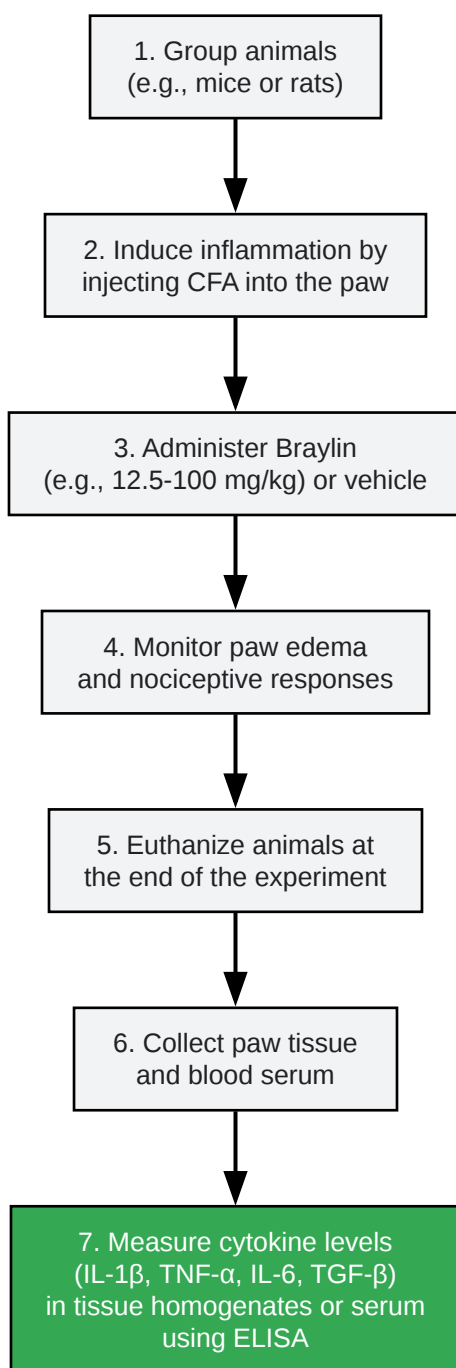 1. Group animals
(e.g., mice or rats)
2. Induce inflammation by
injecting CFA into the paw
3. Administer Braylin
(e.g., 12.5-100 mg/kg) or vehicle
4. Monitor paw edema
and nociceptive responses
5. Euthanize animals at
the end of the experiment
6. Collect paw tissue
and blood serum
7. Measure cytokine levels
(IL-1β, TNF-α, IL-6, TGF-β)
in tissue homogenates or serum
using ELISA